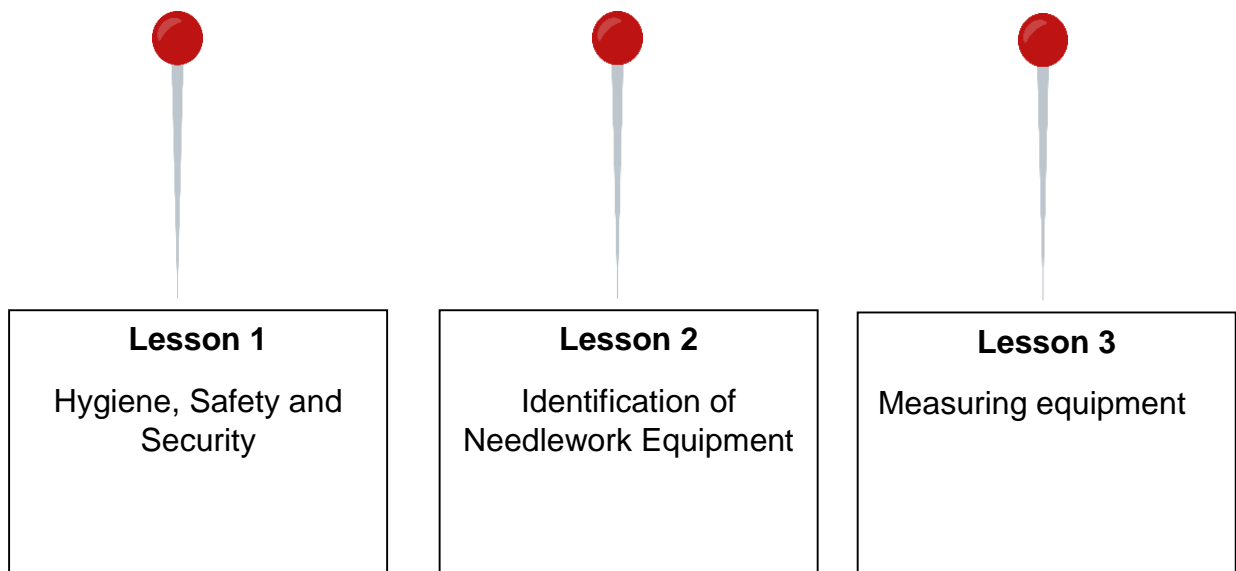 Lesson 1
Hygiene, Safety and
Security
Lesson 2
Identification of
Needlework Equipment
Lesson 3
Measuring equipment